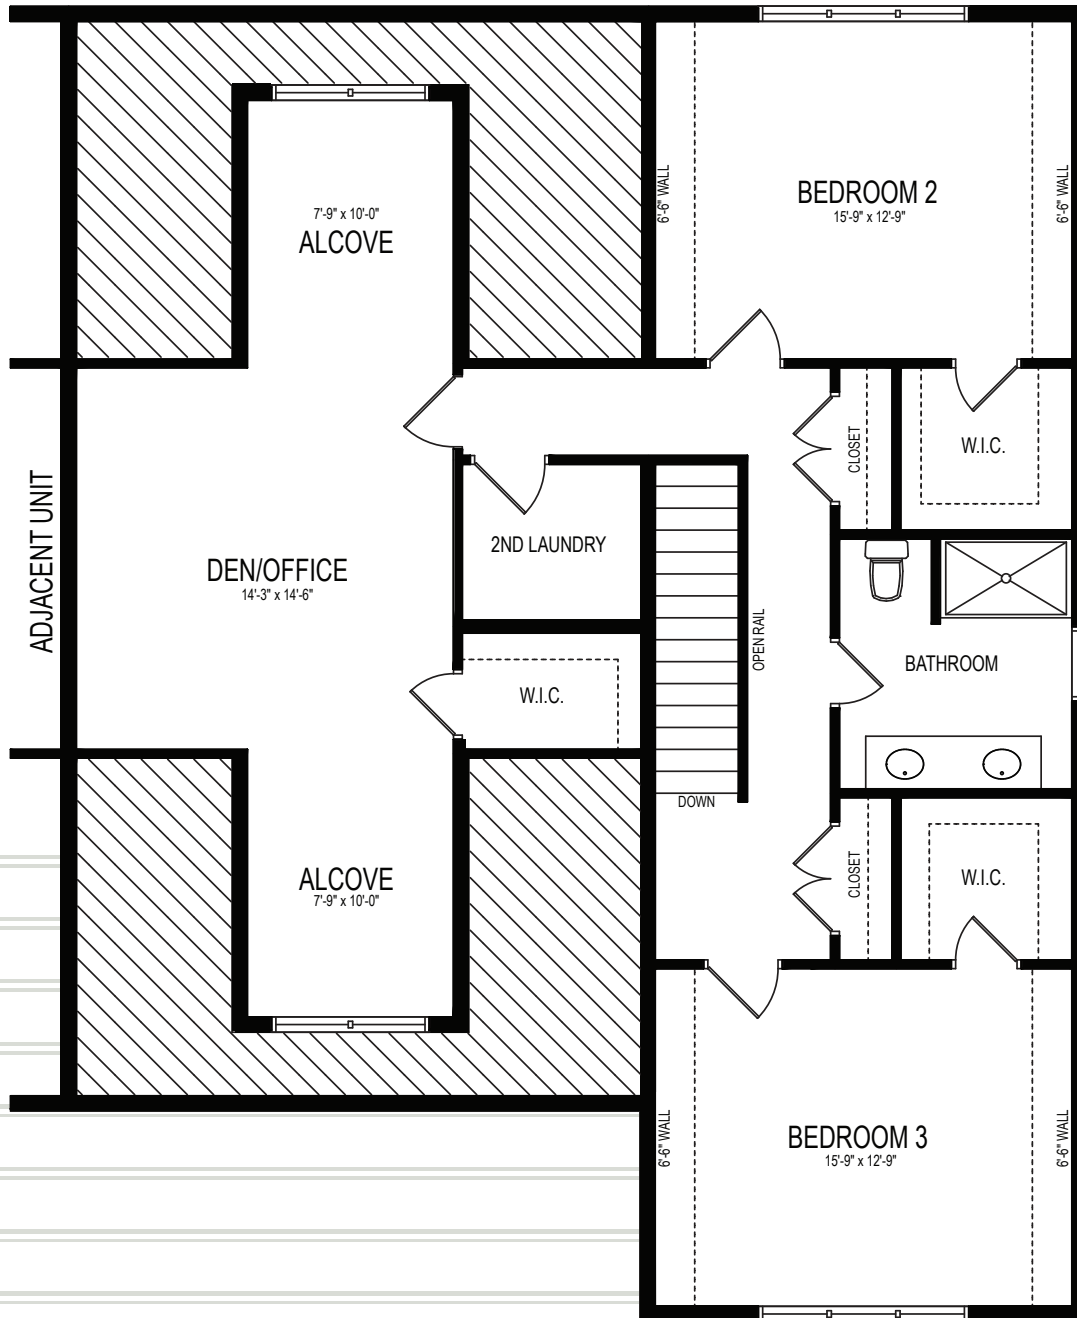 BEDROOM 2
15'-9" x 12'-9"
6'-6" WALL
6'-6" WALL
7'-9" x 10'-0"
ALCOVE
CLOSET
W.I.C.
ADJACENT UNIT
DEN/OFFICE
14'-3" x 14'-6"
2ND LAUNDRY
OPEN RAIL
BATHROOM
W.I.C.
DOWN
ALCOVE
7'-9" x 10'-0"
CLOSET
W.I.C.
6'-6" WALL
BEDROOM 3
15'-9" x 12'-9"
6'-6" WALL